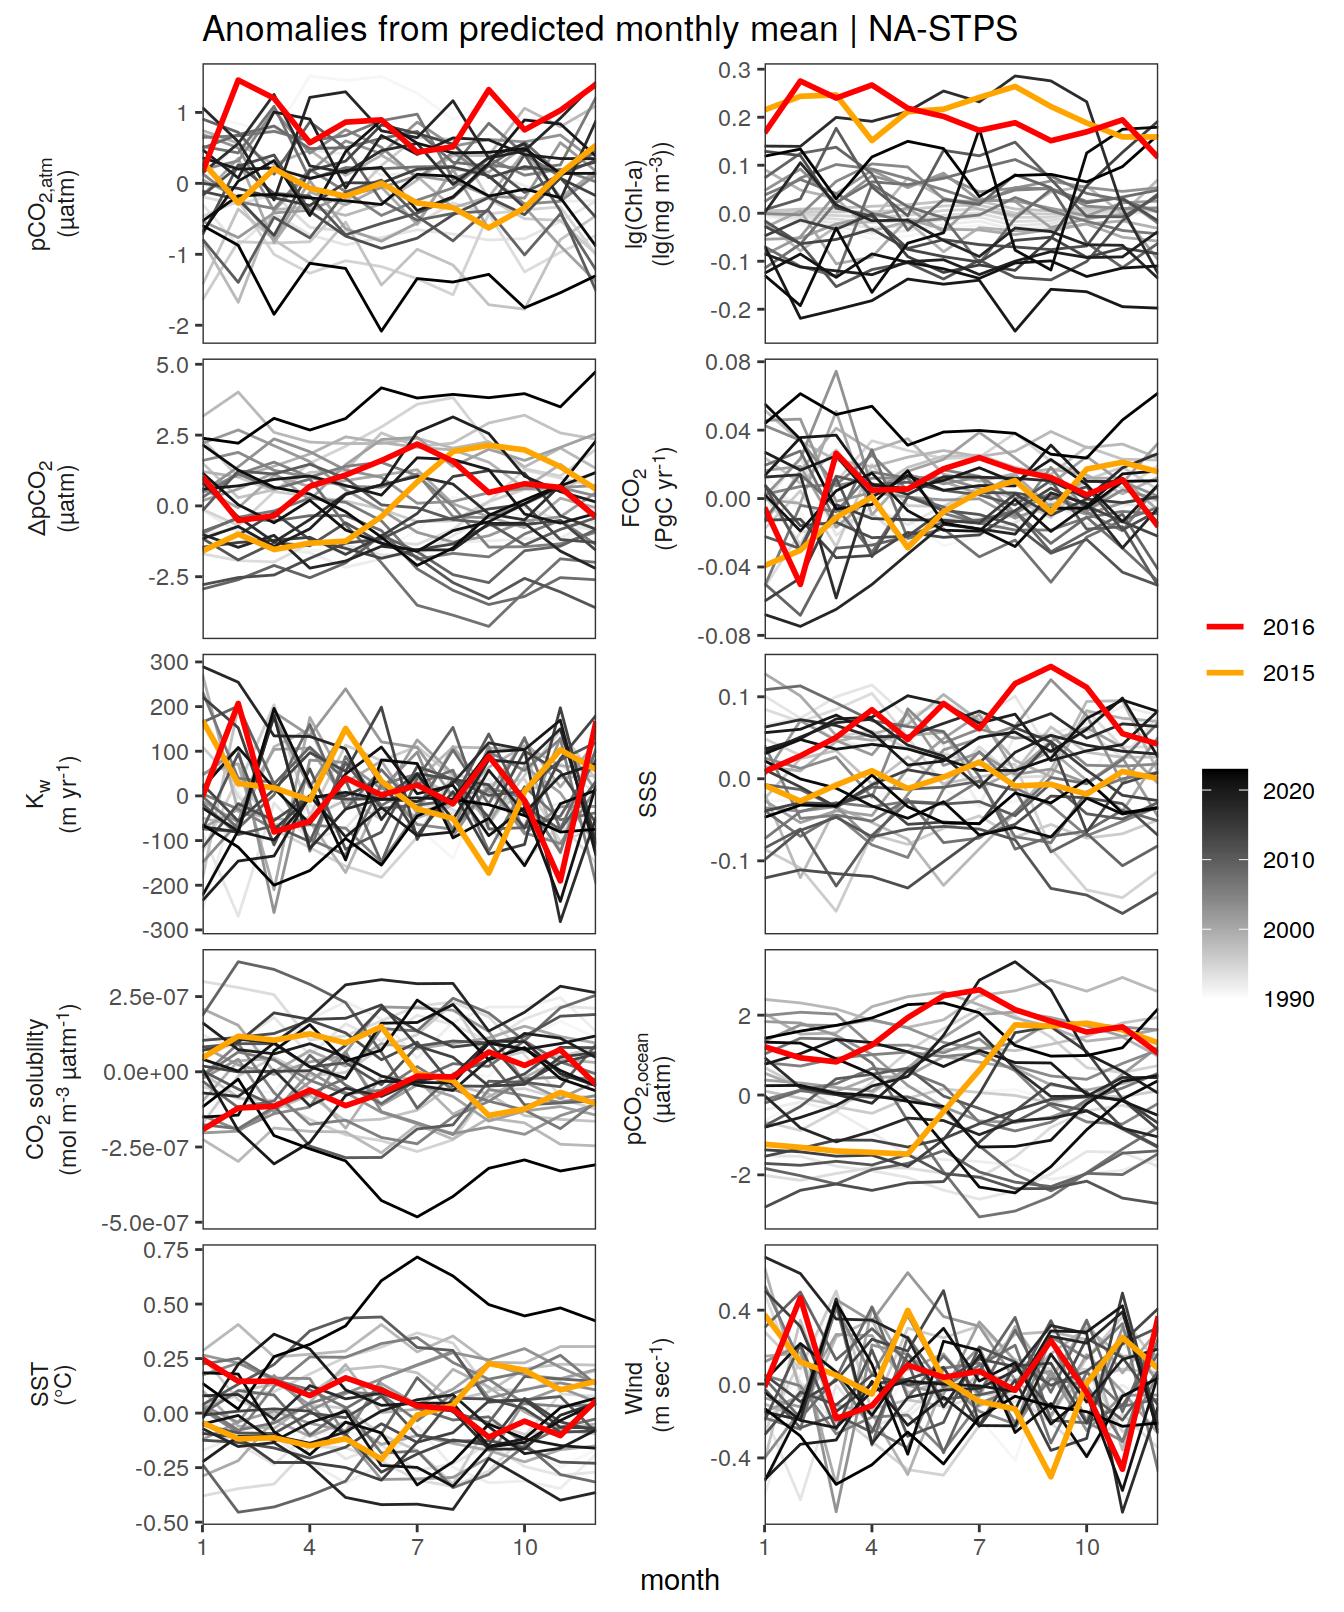 Anomalies from predicted monthly mean | NA-STPS
pCO2,atm
(µatm)
1
0
-1
-2
lg(Chl-a)
(lg(mg m-3))
0.3
0.2
0.1
0.0
-0.1
-0.2
ΔpCO2
(µatm)
5.0
2.5
0.0
-2.5
FCO2
(PgC yr-1)
0.08
0.04
0.00
-0.04
-0.08
Kw
(m yr-1)
300
200
100
0
-100
-200
-300
SSS
0.1
0.0
-0.1
CO2 solubility
(mol m-3 µatm-1)
2.5e-07
0.0e+00
-2.5e-07
-5.0e-07
pCO2,ocean
(µatm)
2
0
-2
SST
(°C)
0.75
0.50
0.25
0.00
-0.25
-0.50
Wind
(m sec-1)
0.4
0.0
-0.4
1 4 7 10
1 4 7 10
month
2016
2015
2020
2010
2000
1990